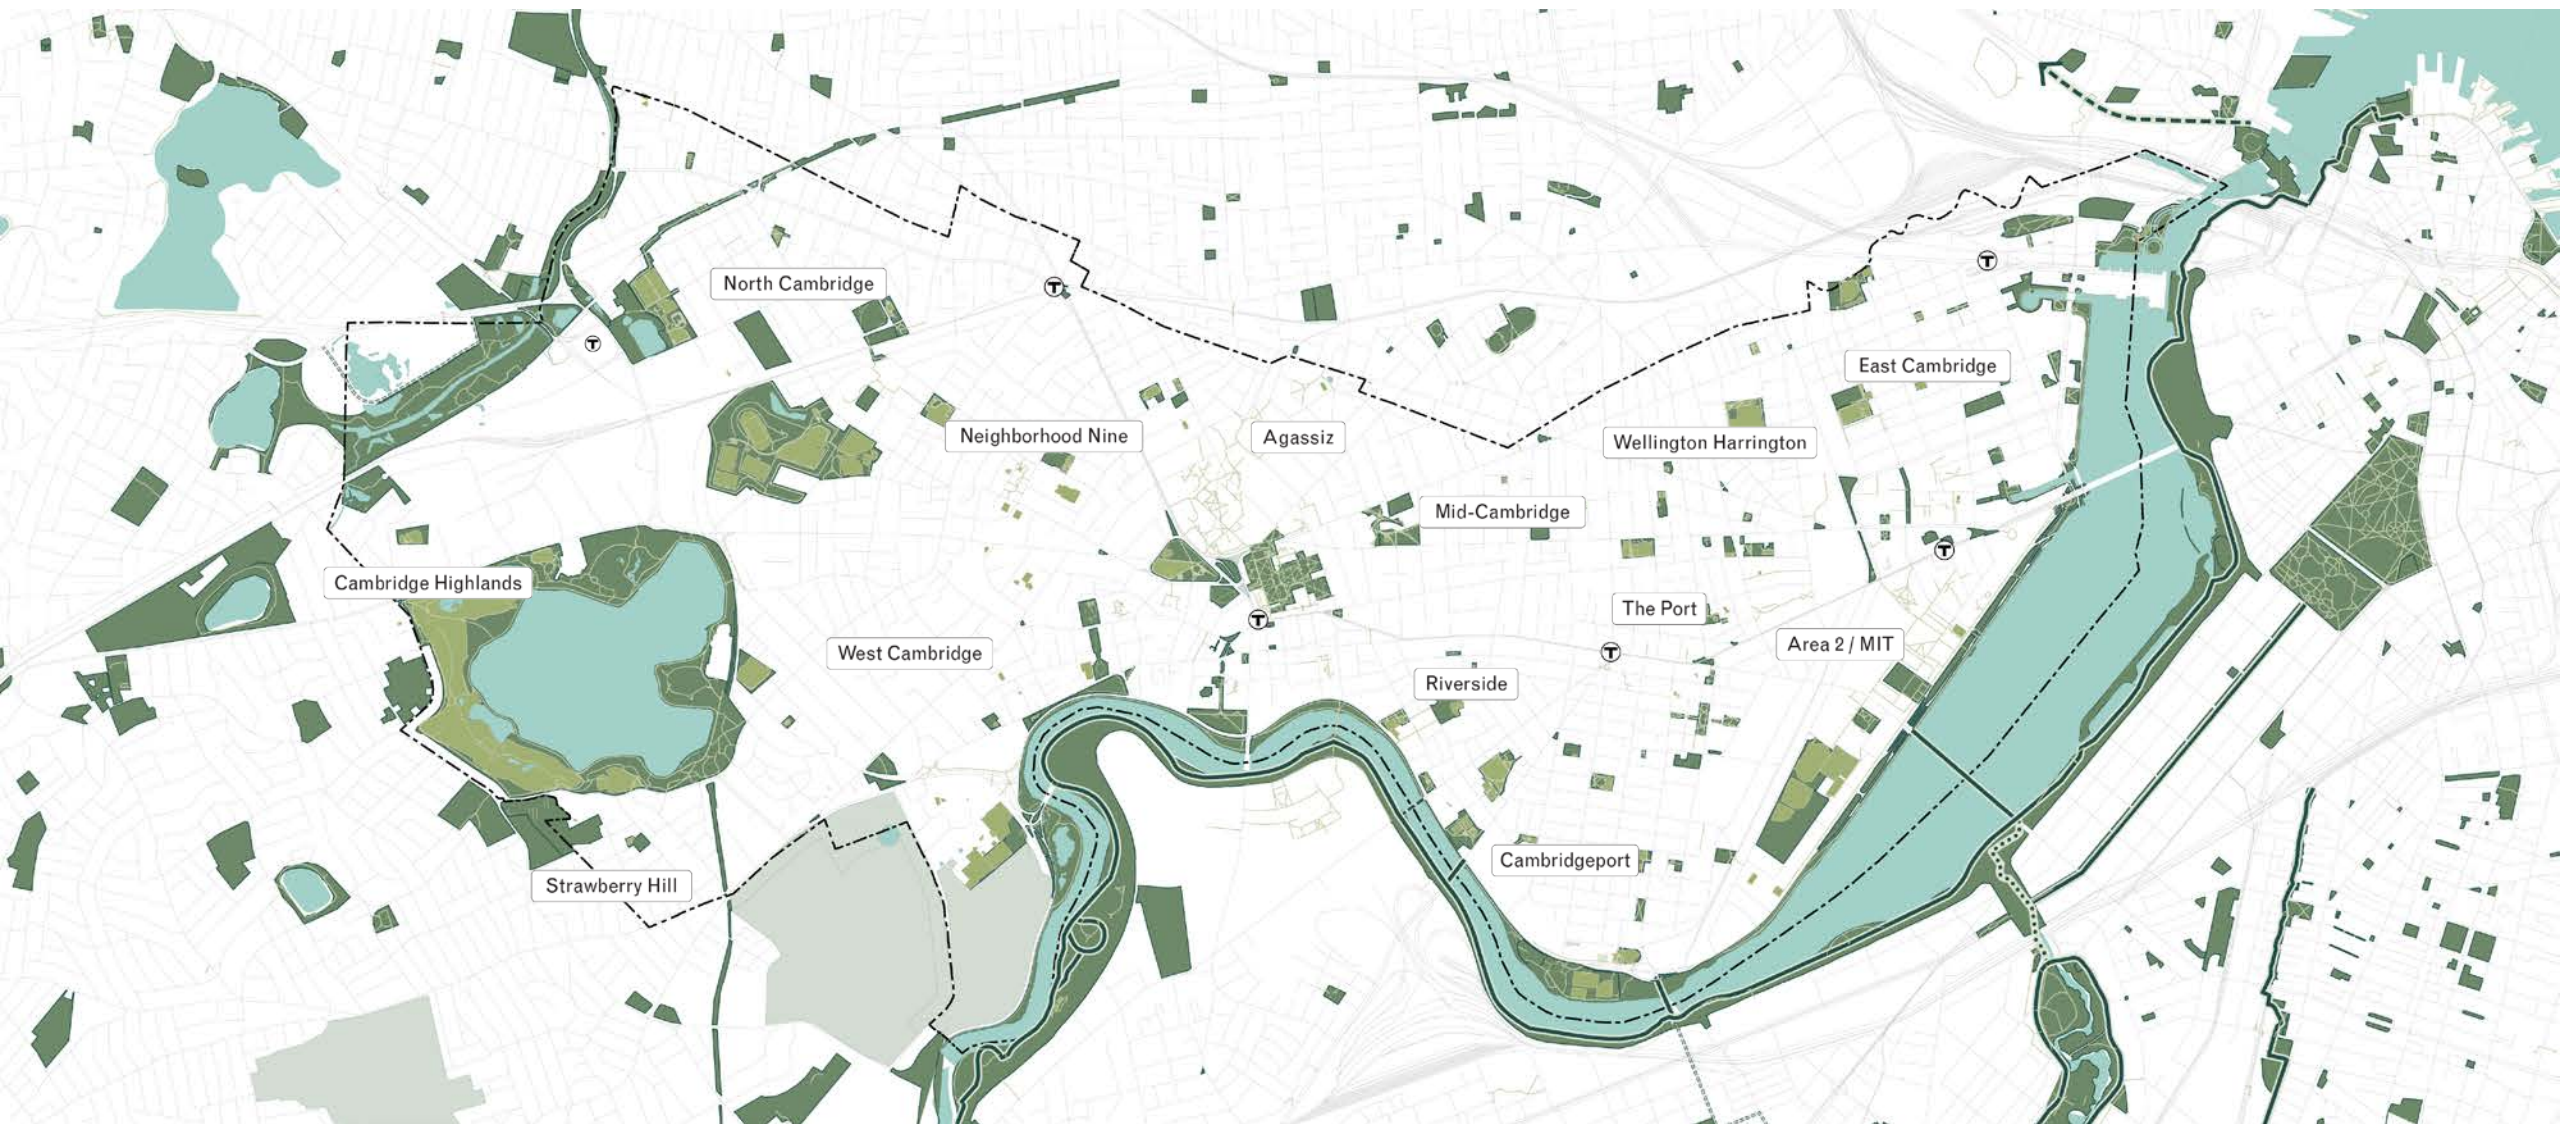 T
North Cambridge
T
T
T
East Cambridge
Neighborhood Nine
Agassiz
Wellington Harrington
Mid-Cambridge
T
Cambridge Highlands
The Port
T
T
Area 2 / MIT
West Cambridge
Riverside
Cambridgeport
Strawberry Hill